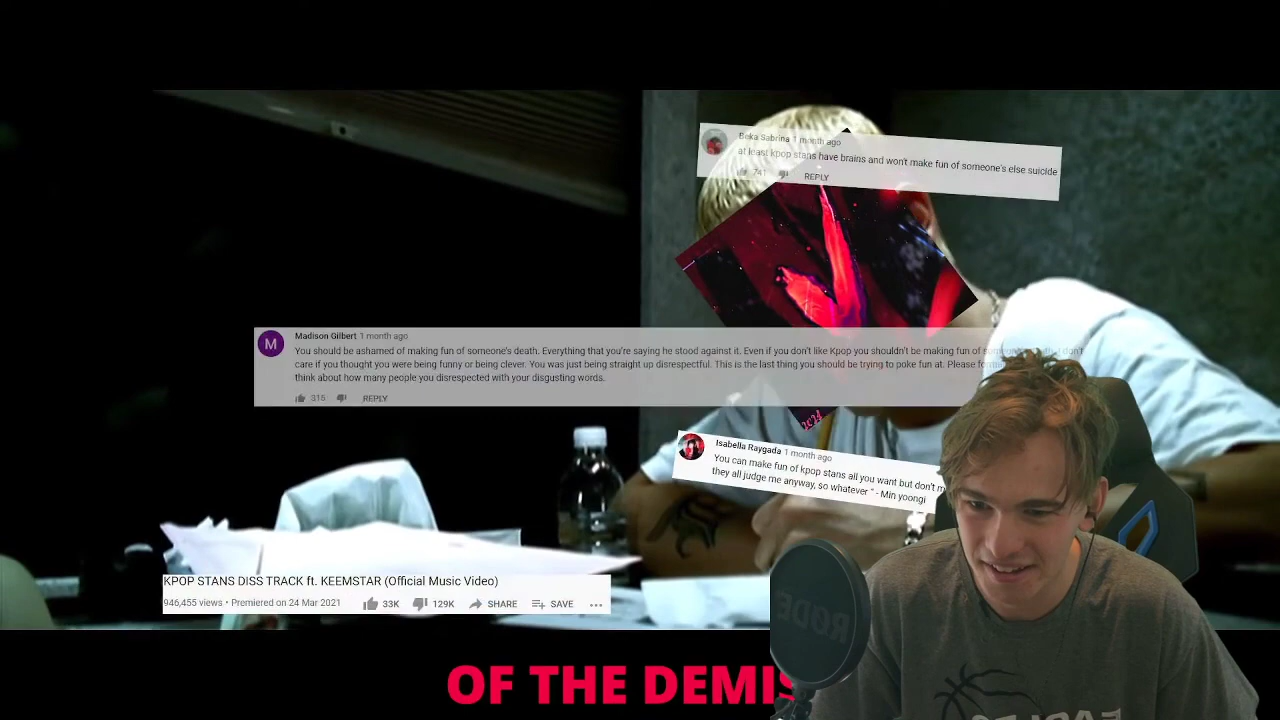 Beka Sabrina 1 month ago
at least kpop stans have brains and won't make fun of someone's else suicide
741 REPLY
M
Madison Gilbert 1 month ago
You should be ashamed of making fun of someone's death. Everything that you're saying he stood against it. Even if you don't like Kpop you shouldn't be making fun of I don't
care if you thought you were being funny or being clever. You was just being straight up disrespectful. This is the last thing you should be trying to poke fun at. Please
think about how many people you disrespected with your disgusting words.
315 REPLY
Isabella Raygada 1 month ago
You can make fun of kpop stans all you want but don't
they all judge me anyway, so whatever " - Min yoongi
KPOP STANS DISS TRACK ft. KEEMSTAR (Official Music Video)
946,455 views • Premiered on 24 Mar 2021 33K 129K SHARE SAVE ...
RØDE
OF THE DEMIS